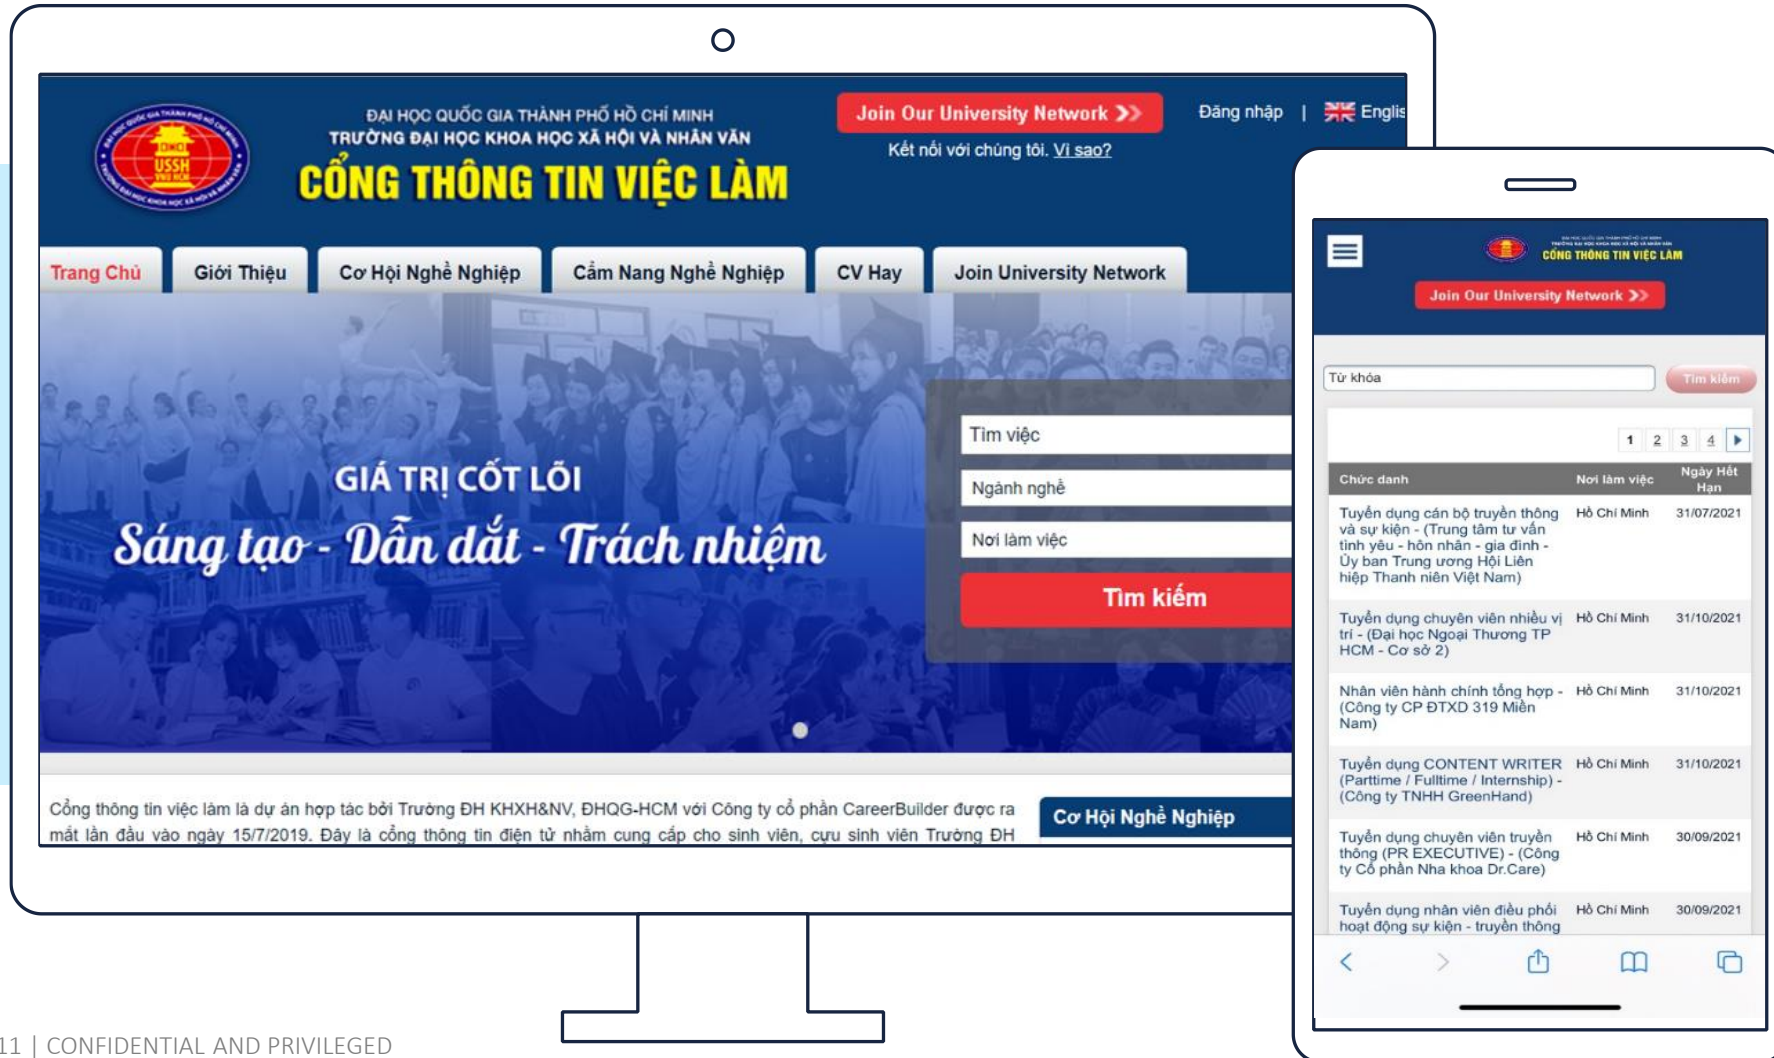 ĐẠI HỌC QUỐC GIA THÀNH PHỐ HỒ CHÍ MINH
TRƯỜNG ĐẠI HỌC KHOA HỌC XÃ HỘI VÀ NHÂN VĂN
CỔNG THÔNG TIN VIỆC LÀM
USSH
VNU HCM
Join Our University Network
Kết nối với chúng tôi. Vì sao?
Đăng nhập | Englis
Trang Chủ Giới Thiệu Cơ Hội Nghề Nghiệp Cẩm Nang Nghề Nghiệp CV Hay Join University Network
GIÁ TRỊ CỐT LÕI
Sáng tạo - Dẫn dắt - Trách nhiệm
Tìm việc
Ngành nghề
Nơi làm việc
Tìm kiếm
Cổng thông tin việc làm là dự án hợp tác bởi Trường ĐH KHXH&NV, ĐHQG-HCM với Công ty cổ phần CareerBuilder được ra
mắt lần đầu vào ngày 15/7/2019. Đây là cổng thông tin điện tử nhằm cung cấp cho sinh viên, cựu sinh viên Trường ĐH
Cơ Hội Nghề Nghiệp
CỔNG THÔNG TIN VIỆC LÀM
Join Our University Network
Từ khóa Tìm kiếm
1 2 3 4
Chức danh Nơi làm việc Ngày Hết
Hạn
Tuyển dụng cán bộ truyền thông Hồ Chí Minh 31/07/2021
và sự kiện - (Trung tâm tư vấn
tình yêu - hôn nhân - gia đình -
Ủy ban Trung ương Hội Liên
hiệp Thanh niên Việt Nam)
Tuyển dụng chuyên viên nhiều vị Hồ Chí Minh 31/10/2021
trí - (Đại học Ngoại Thương TP
HCM - Cơ sở 2)
Nhân viên hành chính tổng hợp - Hồ Chí Minh 31/10/2021
(Công ty CP ĐTXD 319 Miền
Nam)
Tuyển dụng CONTENT WRITER Hồ Chí Minh 31/10/2021
(Parttime / Fulltime / Internship) -
(Công ty TNHH GreenHand)
Tuyển dụng chuyên viên truyền Hồ Chí Minh 30/09/2021
thông (PR EXECUTIVE) - (Công
ty Cổ phần Nha khoa Dr.Care)
Tuyển dụng nhân viên điều phối Hồ Chí Minh 30/09/2021
hoạt động sự kiện - truyền thông
11 | CONFIDENTIAL AND PRIVILEGED